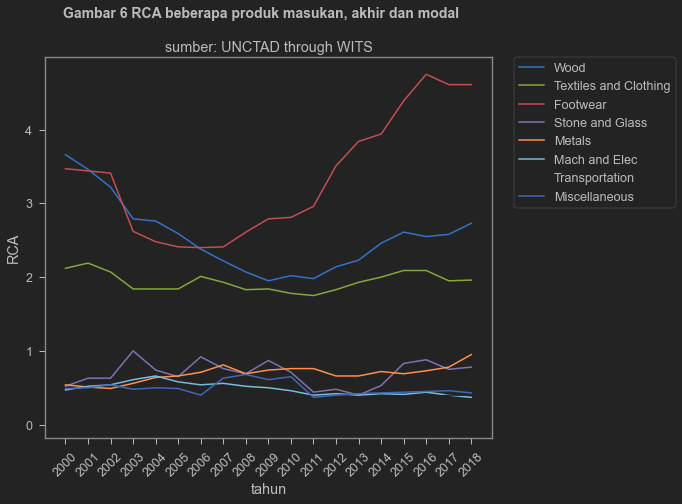 Gambar 6 RCA beberapa produk masukan, akhir dan modal
sumber: UNCTAD through WITS
Wood
Textiles and Clothing
Footwear
Stone and Glass
Metals
Mach and Elec
Transportation
Miscellaneous
RCA
4
3
2
1
0
2000 2001 2002 2003 2004 2005 2006 2007 2008 2009 2010 2011 2012 2013 2014 2015 2016 2017 2018
tahun